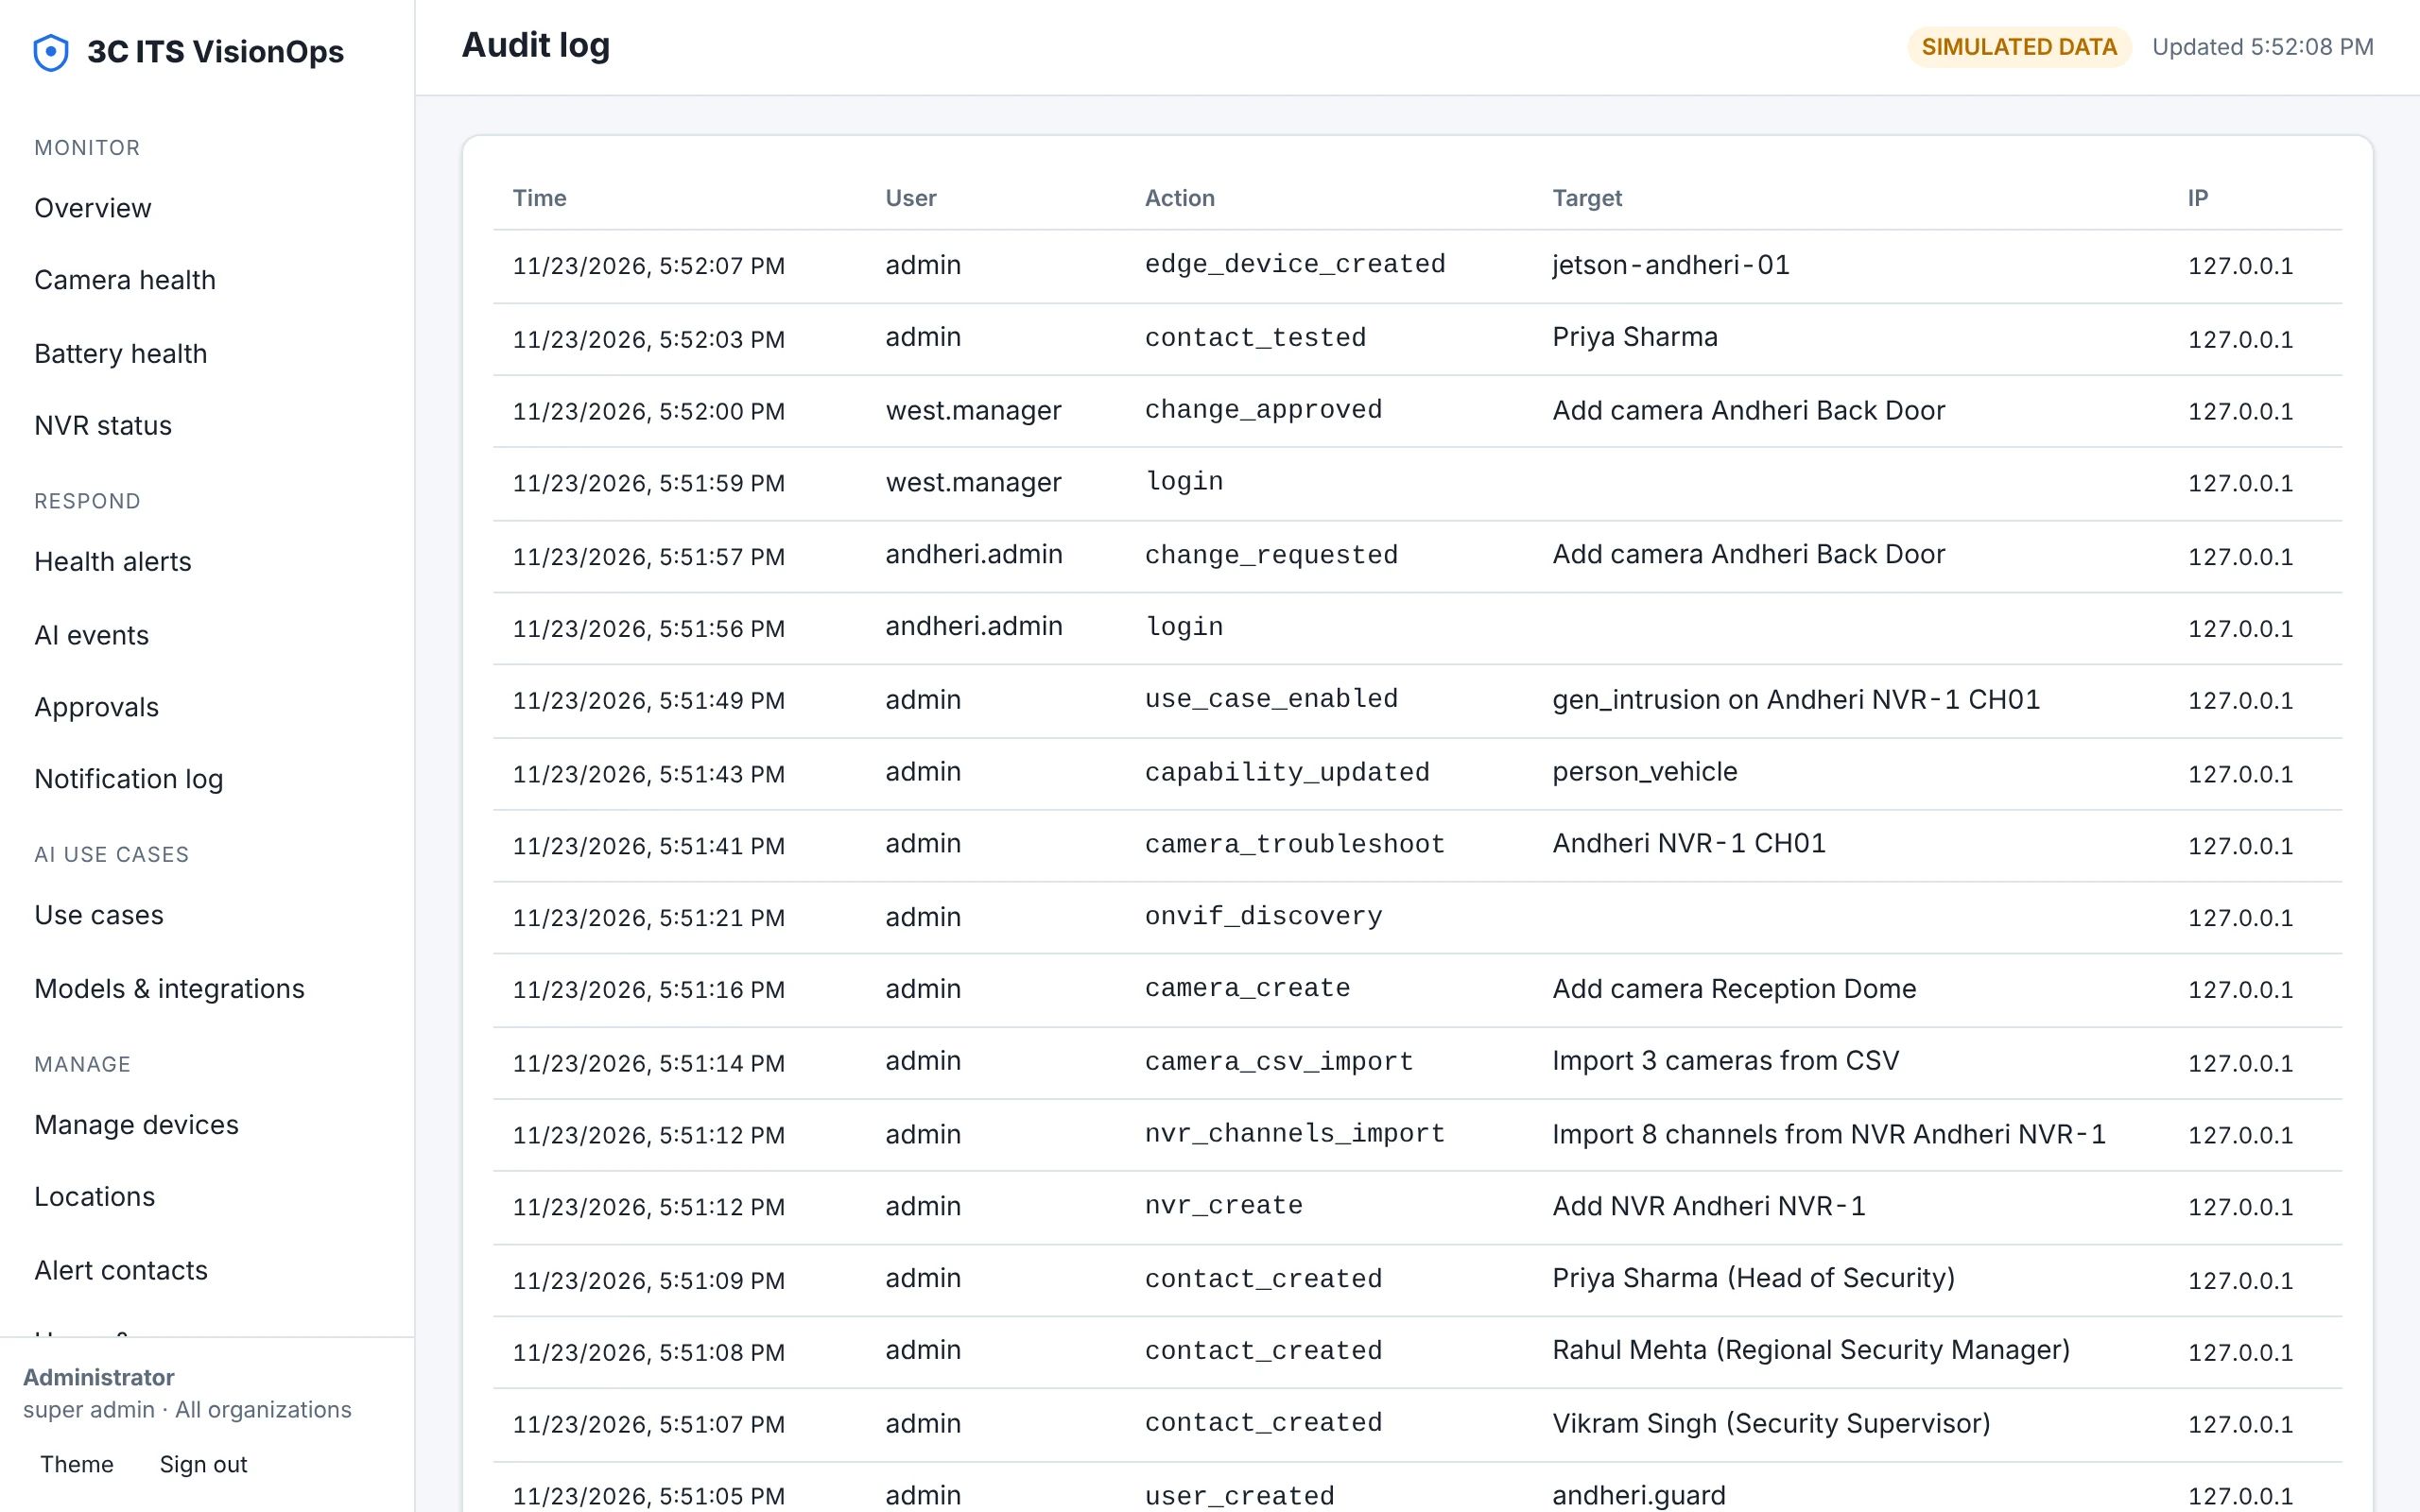 3C ITS VisionOps
MONITOR
Overview
Camera health
Battery health
NVR status
RESPOND
Health alerts
AI events
Approvals
Notification log
AI USE CASES
Use cases
Models & integrations
MANAGE
Manage devices
Locations
Alert contacts
Administrator
super admin · All organizations
Theme Sign out
Audit log
SIMULATED DATA Updated 5:52:08 PM
Time User Action Target IP
11/23/2026, 5:52:07 PM admin edge_device_created jetson-andheri-01 127.0.0.1
11/23/2026, 5:52:03 PM admin contact_tested Priya Sharma 127.0.0.1
11/23/2026, 5:52:00 PM west.manager change_approved Add camera Andheri Back Door 127.0.0.1
11/23/2026, 5:51:59 PM west.manager login 127.0.0.1
11/23/2026, 5:51:57 PM andheri.admin change_requested Add camera Andheri Back Door 127.0.0.1
11/23/2026, 5:51:56 PM andheri.admin login 127.0.0.1
11/23/2026, 5:51:49 PM admin use_case_enabled gen_intrusion on Andheri NVR-1 CH01 127.0.0.1
11/23/2026, 5:51:43 PM admin capability_updated person_vehicle 127.0.0.1
11/23/2026, 5:51:41 PM admin camera_troubleshoot Andheri NVR-1 CH01 127.0.0.1
11/23/2026, 5:51:21 PM admin onvif_discovery 127.0.0.1
11/23/2026, 5:51:16 PM admin camera_create Add camera Reception Dome 127.0.0.1
11/23/2026, 5:51:14 PM admin camera_csv_import Import 3 cameras from CSV 127.0.0.1
11/23/2026, 5:51:12 PM admin nvr_channels_import Import 8 channels from NVR Andheri NVR-1 127.0.0.1
11/23/2026, 5:51:12 PM admin nvr_create Add NVR Andheri NVR-1 127.0.0.1
11/23/2026, 5:51:09 PM admin contact_created Priya Sharma (Head of Security) 127.0.0.1
11/23/2026, 5:51:08 PM admin contact_created Rahul Mehta (Regional Security Manager) 127.0.0.1
11/23/2026, 5:51:07 PM admin contact_created Vikram Singh (Security Supervisor) 127.0.0.1
11/23/2026, 5:51:05 PM admin user_created andheri.guard 127.0.0.1